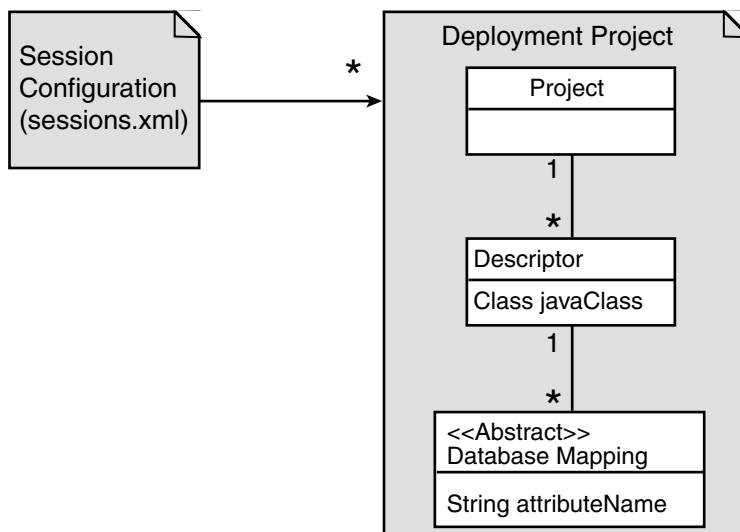 Session
Configuration
(sessions.xml)
*
Deployment Project
Project
1
*
Descriptor
Class javaClass
1
*
<<Abstract>>
Database Mapping
String attributeName